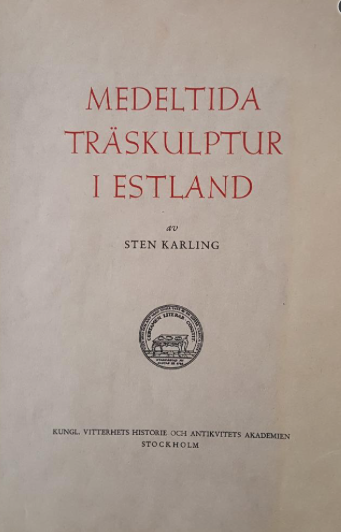 MEDELTIDA
TRÄSKULPTUR
I ESTLAND
av
STEN KARLING
KUNGL. VITTERHETS HISTORIE OCH ANTIKVITETS AKADEMIEN
STOCKHOLM